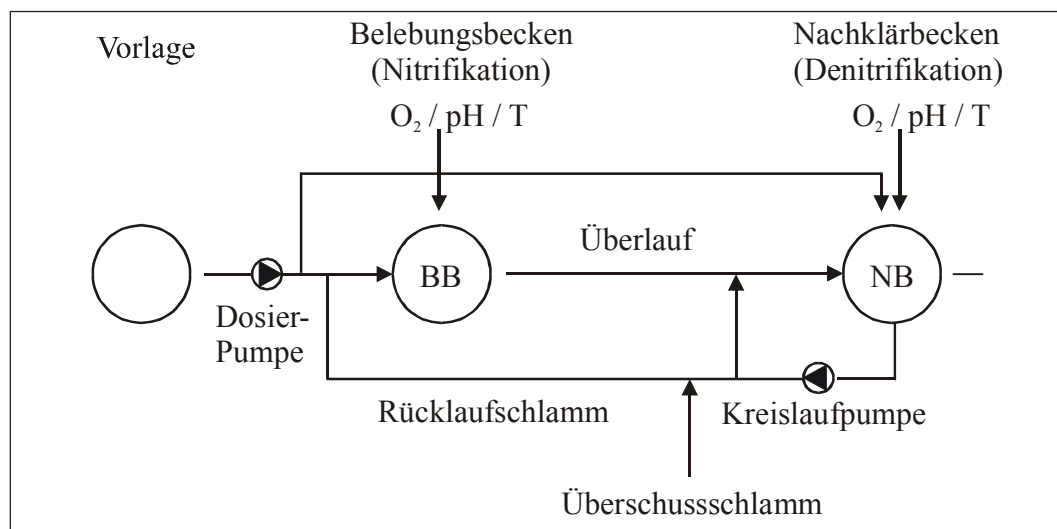 Vorlage
Belebungsbecken
(Nitrifikation)
O₂ / pH / T
Nachklärbecken
(Denitrifikation)
O₂ / pH / T
Überlauf
BB
NB
Dosier-
Pumpe
Rücklaufschlamm
Kreislaufpumpe
Überschussschlamm